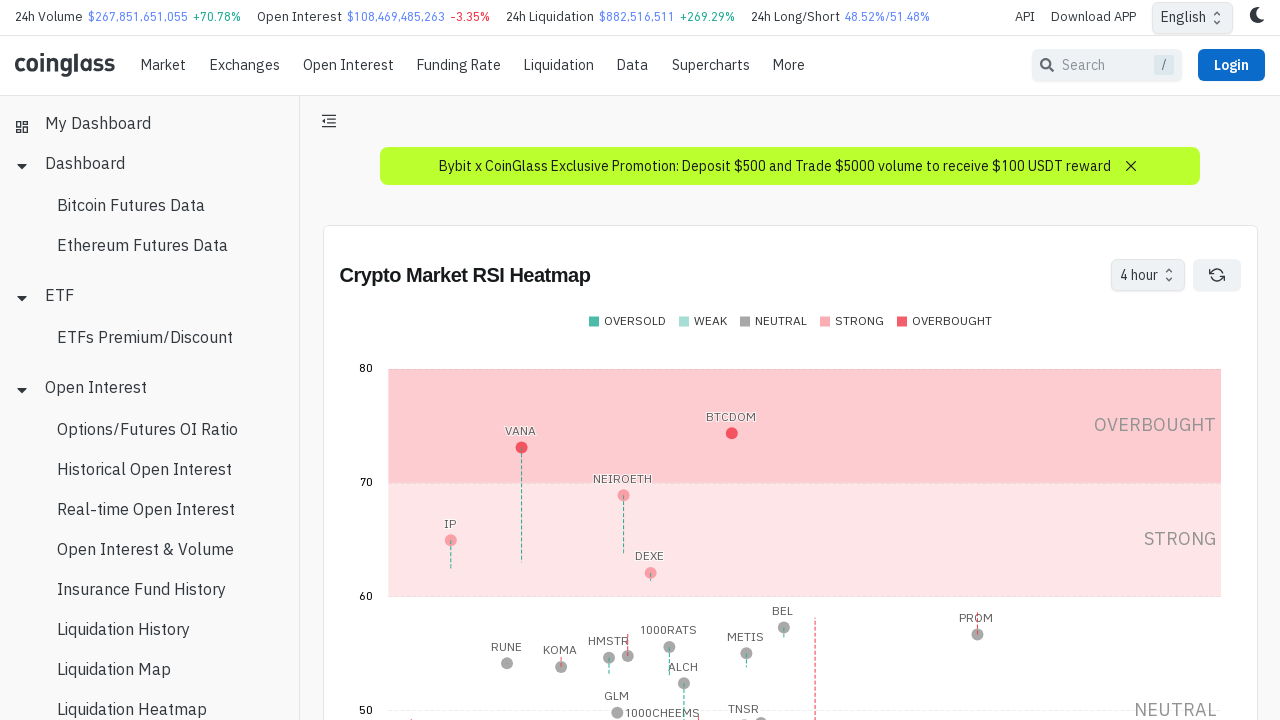 24h Volume $267,851,651,055 +70.78% Open Interest $108,469,485,263 -3.35% 24h Liquidation $882,516,511 +269.29% 24h Long/Short 48.52%/51.48% API Download APP English
coinglass Market Exchanges Open Interest Funding Rate Liquidation Data Supercharts More Search / Login
My Dashboard
Dashboard
Bitcoin Futures Data
Ethereum Futures Data
ETF
ETFs Premium/Discount
Open Interest
Options/Futures OI Ratio
Historical Open Interest
Real-time Open Interest
Open Interest & Volume
Insurance Fund History
Liquidation History
Liquidation Map
Liquidation Heatmap
Bybit x CoinGlass Exclusive Promotion: Deposit $500 and Trade $5000 volume to receive $100 USDT reward
Crypto Market RSI Heatmap 4 hour
OVERSOLD WEAK NEUTRAL STRONG OVERBOUGHT
80
BTCDOM
OVERBOUGHT
VANA
NEIROETH
70
IP
STRONG
DEXE
60
BEL
PROM
1000RATS
METIS
HMSTR
RUNE
KOMA
ALCH
GLM
TNSR
1000CHEEMS
50
NEUTRAL